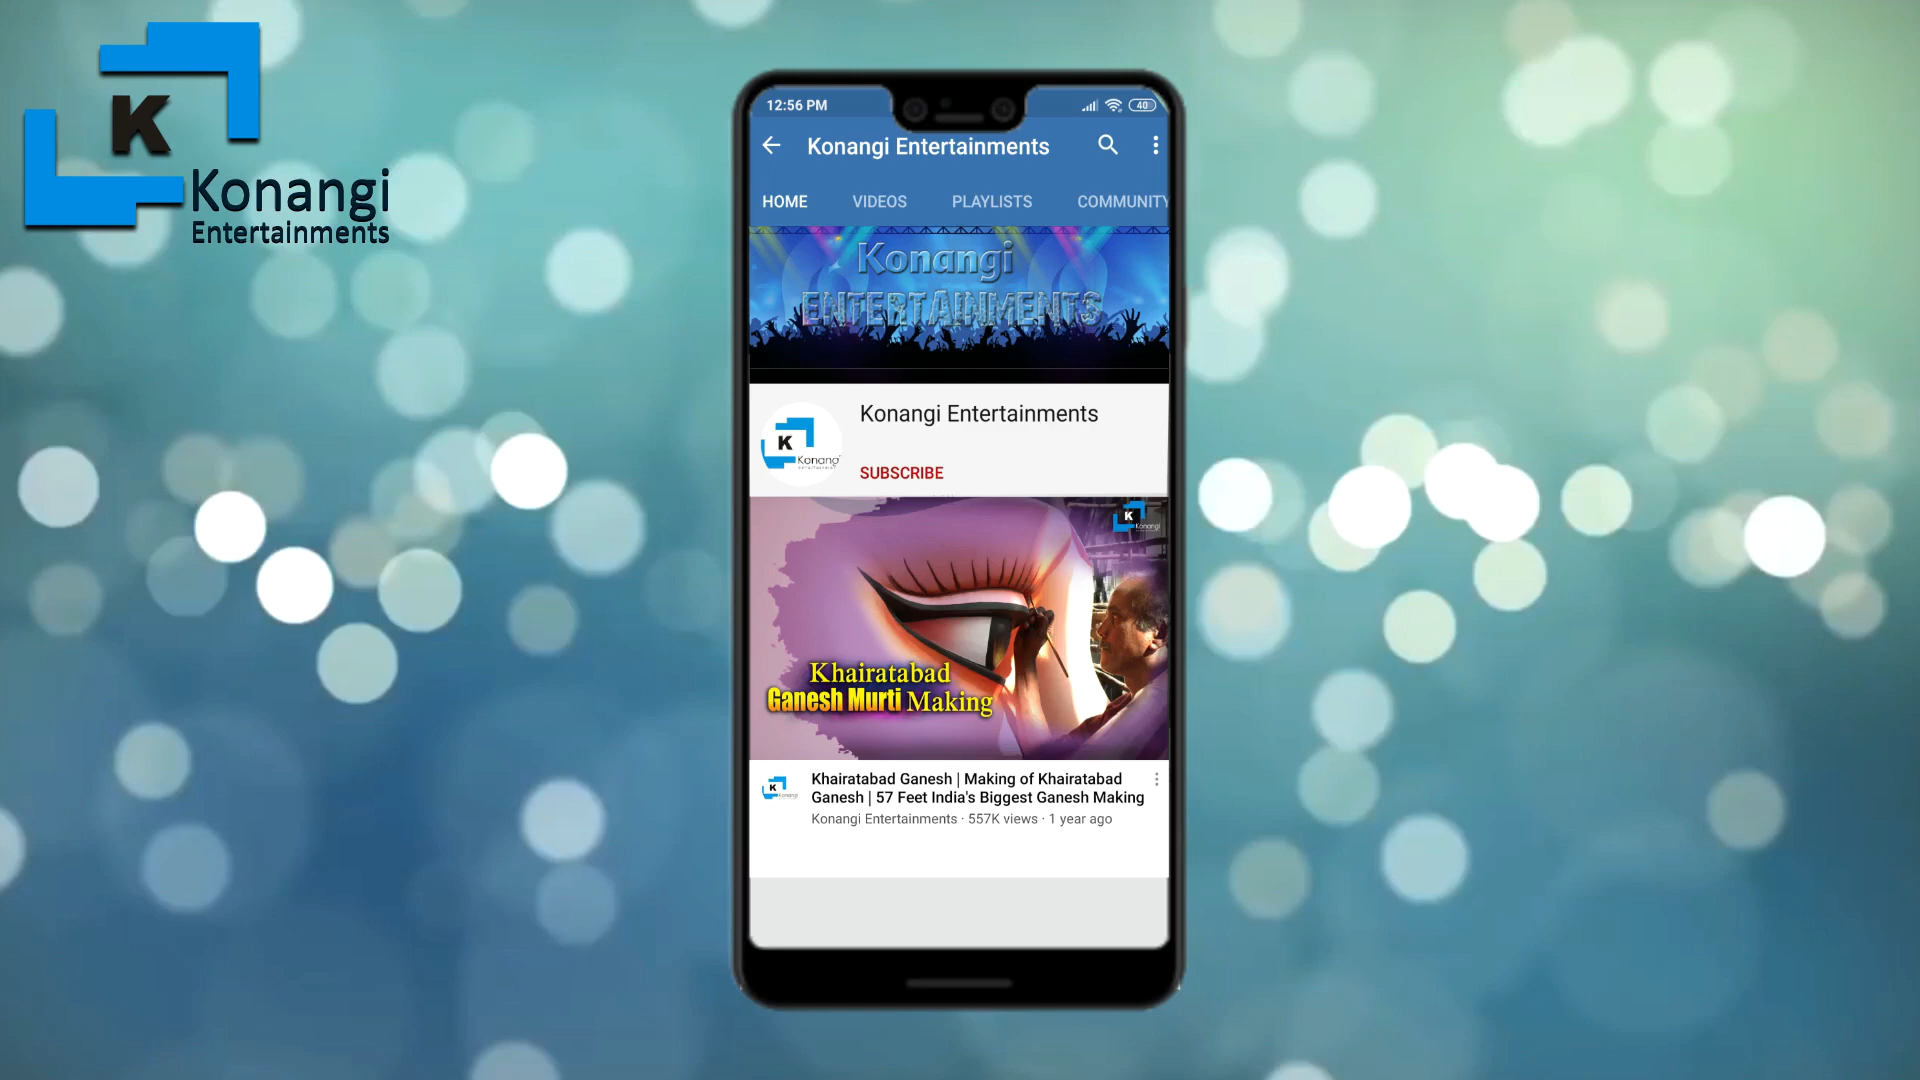 K
Konangi
Entertainments
12:56 PM
40
Konangi Entertainments
HOME VIDEOS PLAYLISTS COMMUNITY
Konangi
ENTERTAINMENTS
K
Konangi
Konangi Entertainments
SUBSCRIBE
K
Konangi
Khairatabad
Ganesh Murti Making
K
Konangi
Khairatabad Ganesh | Making of Khairatabad
Ganesh | 57 Feet India's Biggest Ganesh Making
Konangi Entertainments · 557K views · 1 year ago